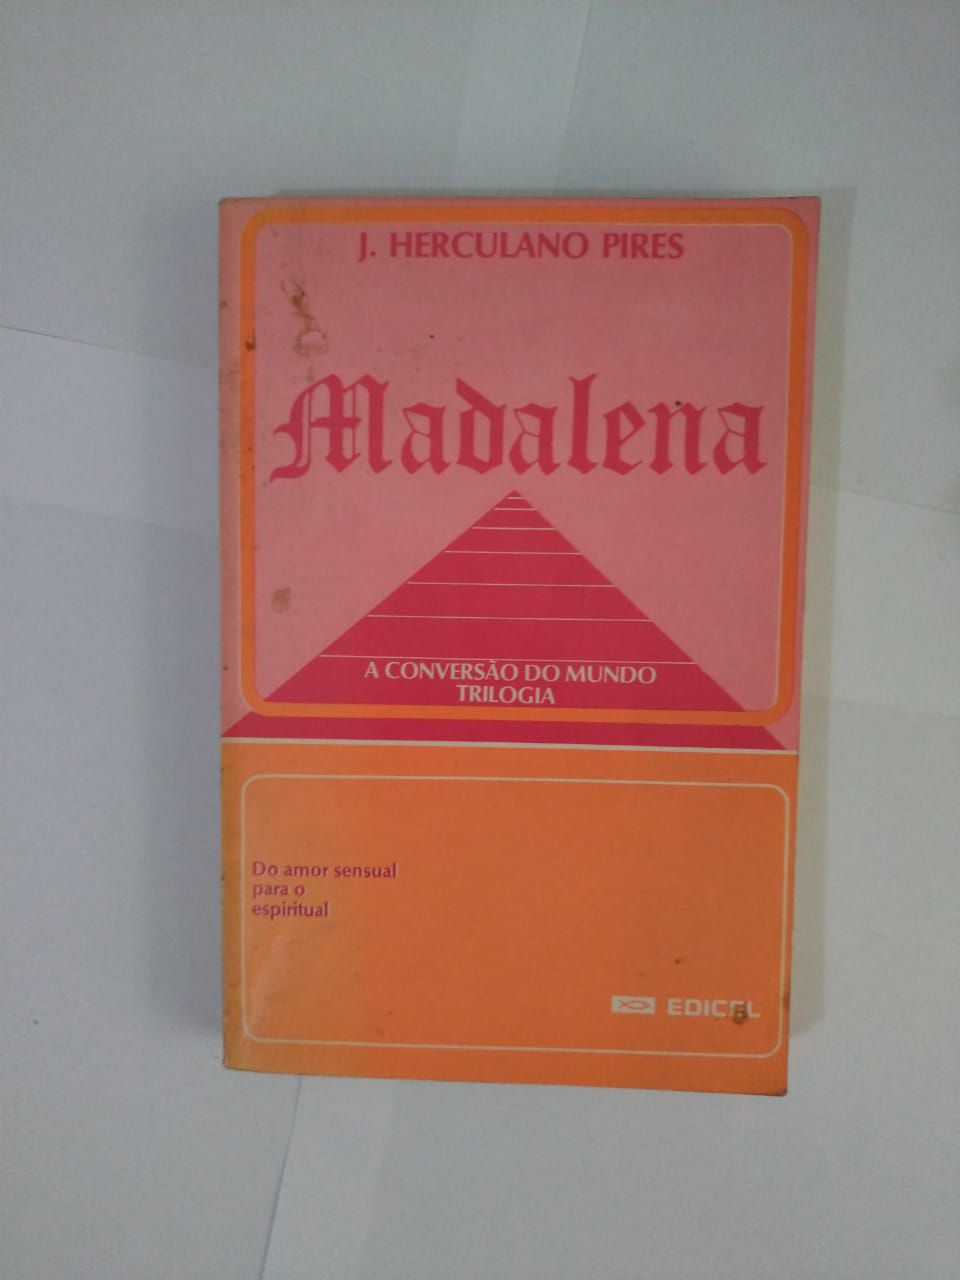 J. HERCULANO PIRES
Madalena
A CONVERSÃO DO MUNDO
TRILOGIA
Do amor sensual
para o
espiritual
EDICEL